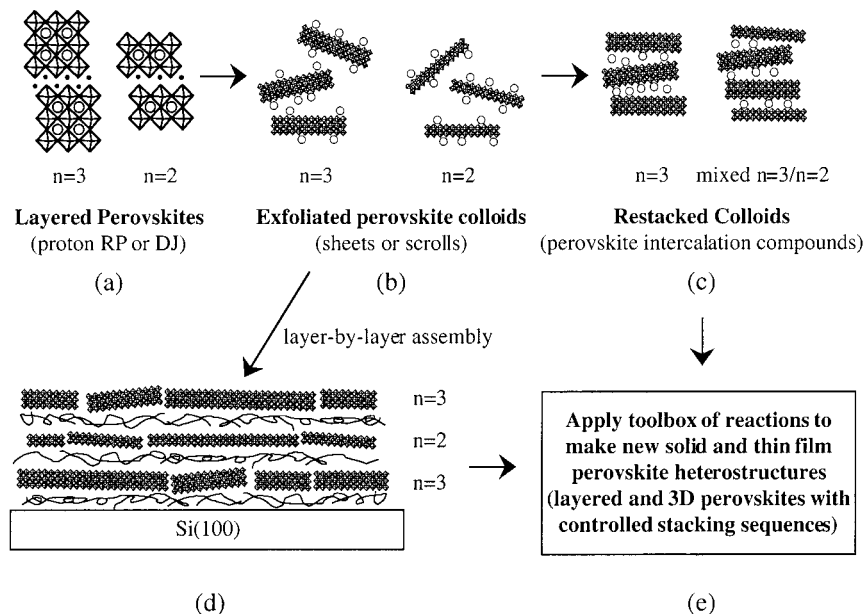 n=3 n=2
n=3 n=2
n=3 mixed n=3/n=2
Layered Perovskites
(proton RP or DJ)
(a)
Exfoliated perovskite colloids
(sheets or scrolls)
(b)
Restacked Colloids
(perovskite intercalation compounds)
(c)
layer-by-layer assembly
n=3
n=2
n=3
Si(100)
(d)
Apply toolbox of reactions to
make new solid and thin film
perovskite heterostructures
(layered and 3D perovskites with
controlled stacking sequences)
(e)